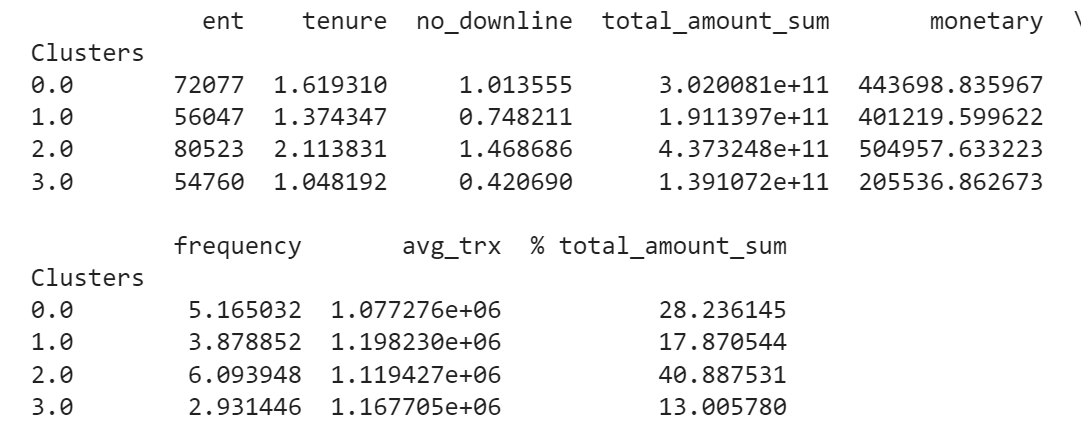 ent tenure no_downline total_amount_sum monetary \
Clusters
0.0 72077 1.619310 1.013555 3.020081e+11 443698.835967
1.0 56047 1.374347 0.748211 1.911397e+11 401219.599622
2.0 80523 2.113831 1.468686 4.373248e+11 504957.633223
3.0 54760 1.048192 0.420690 1.391072e+11 205536.862673
frequency avg_trx % total_amount_sum
Clusters
0.0 5.165032 1.077276e+06 28.236145
1.0 3.878852 1.198230e+06 17.870544
2.0 6.093948 1.119427e+06 40.887531
3.0 2.931446 1.167705e+06 13.005780